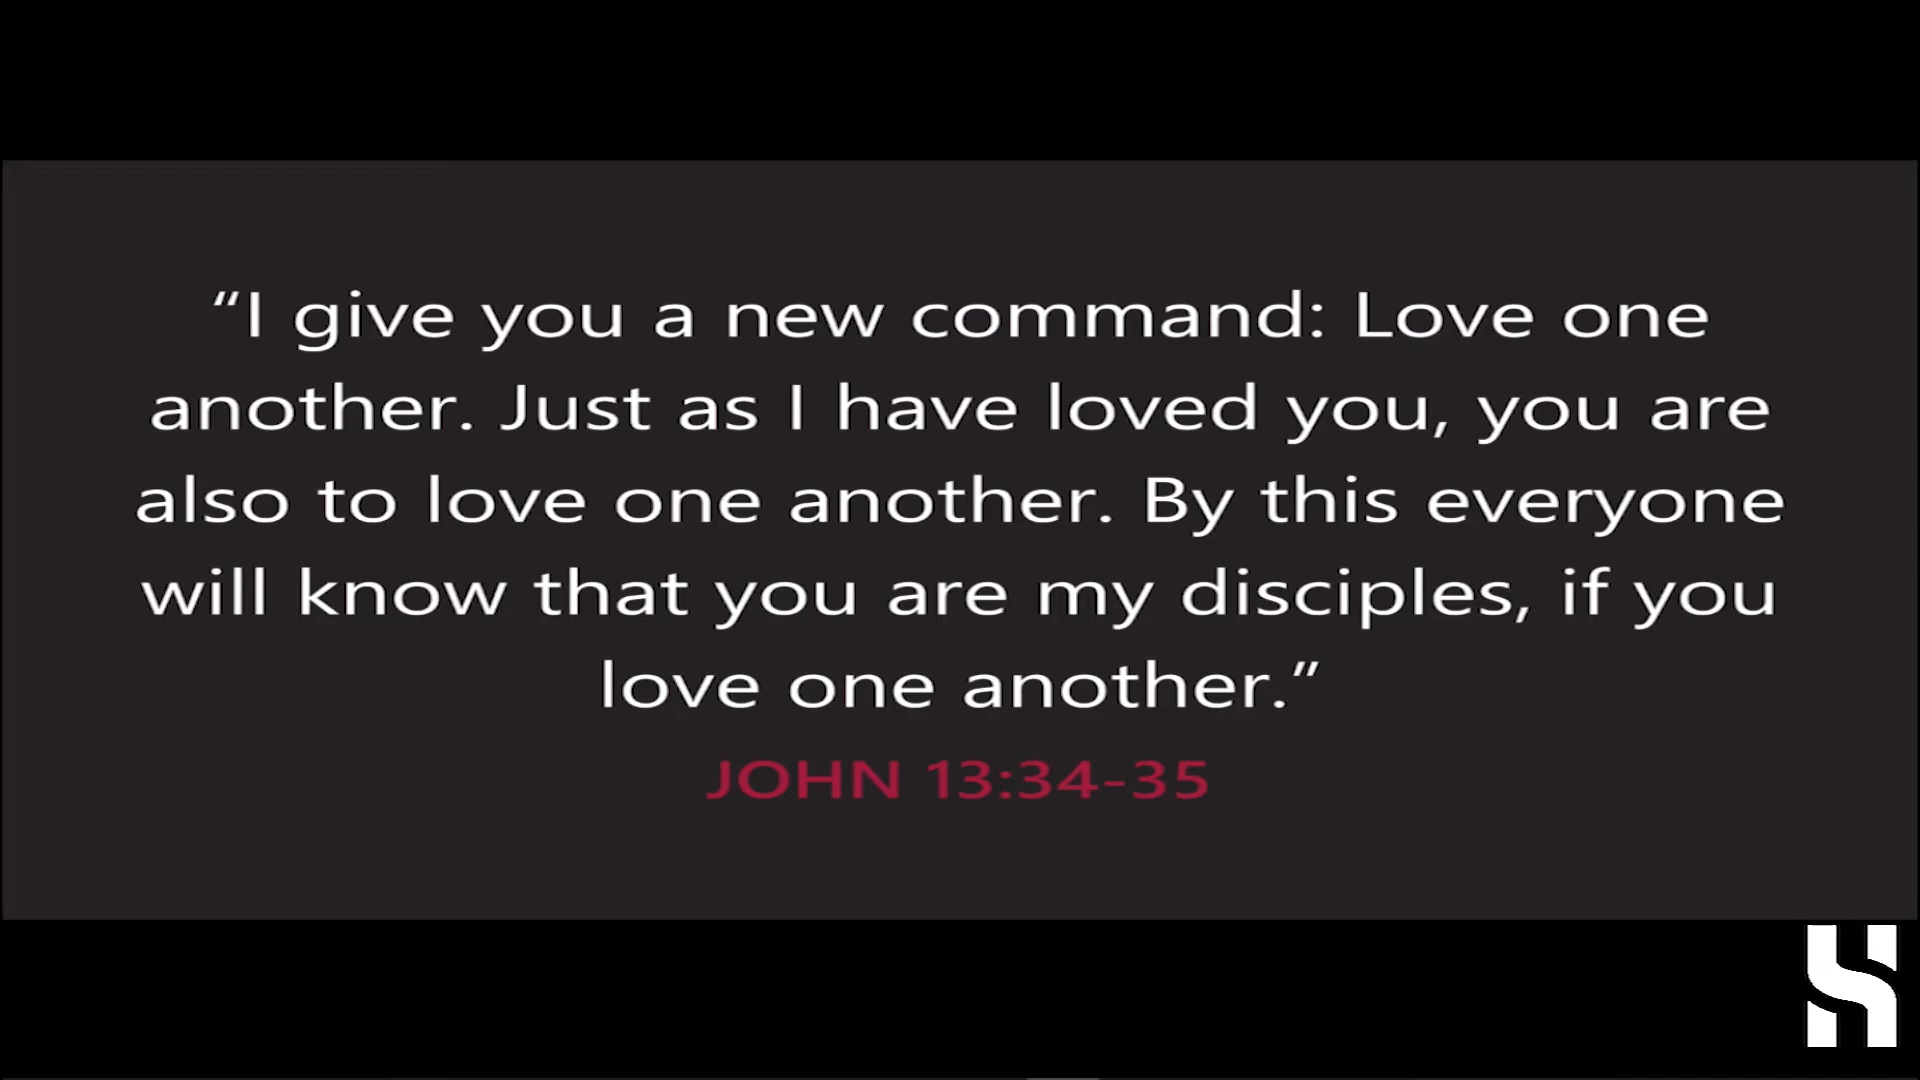 “I give you a new command: Love one
another. Just as I have loved you, you are
also to love one another. By this everyone
will know that you are my disciples, if you
love one another.”
JOHN 13:34-35